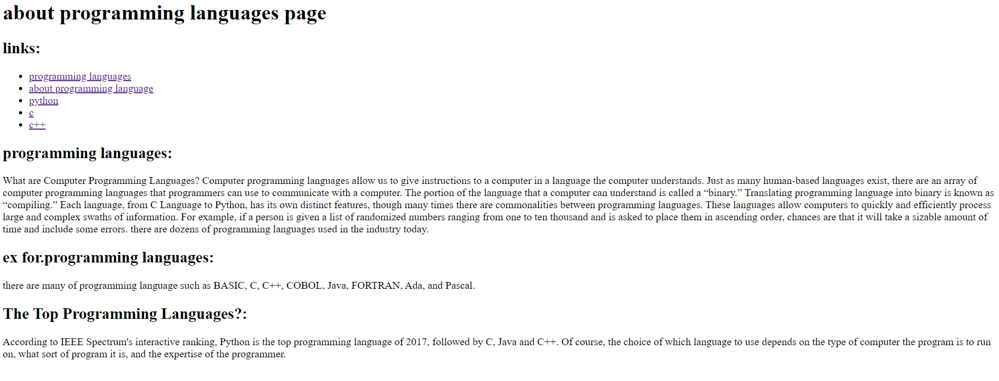 about programming languages page
links:
programming languages
about programming language
python
c
c++
programming languages:
What are Computer Programming Languages? Computer programming languages allow us to give instructions to a computer in a language the computer understands. Just as many human-based languages exist, there are an array of
computer programming languages that programmers can use to communicate with a computer. The portion of the language that a computer can understand is called a “binary.” Translating programming language into binary is known as
“compiling.” Each language, from C Language to Python, has its own distinct features, though many times there are commonalities between programming languages. These languages allow computers to quickly and efficiently process
large and complex swaths of information. For example, if a person is given a list of randomized numbers ranging from one to ten thousand and is asked to place them in ascending order, chances are that it will take a sizable amount of
time and include some errors. there are dozens of programming languages used in the industry today.
ex for.programming languages:
there are many of programming language such as BASIC, C, C++, COBOL, Java, FORTRAN, Ada, and Pascal.
The Top Programming Languages?:
According to IEEE Spectrum's interactive ranking, Python is the top programming language of 2017, followed by C, Java and C++. Of course, the choice of which language to use depends on the type of computer the program is to run
on, what sort of program it is, and the expertise of the programmer.